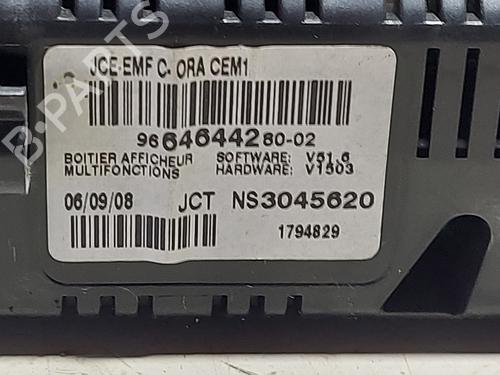 JCE-EMF C- ORA CEM1
9664644280-02
BOITIER AFFICHEUR SOFTWARE: V51.6
MULTIFONCTIONS HARDWARE: V1503
06/09/08 JCT NS3045620
1794829
B-PARTS